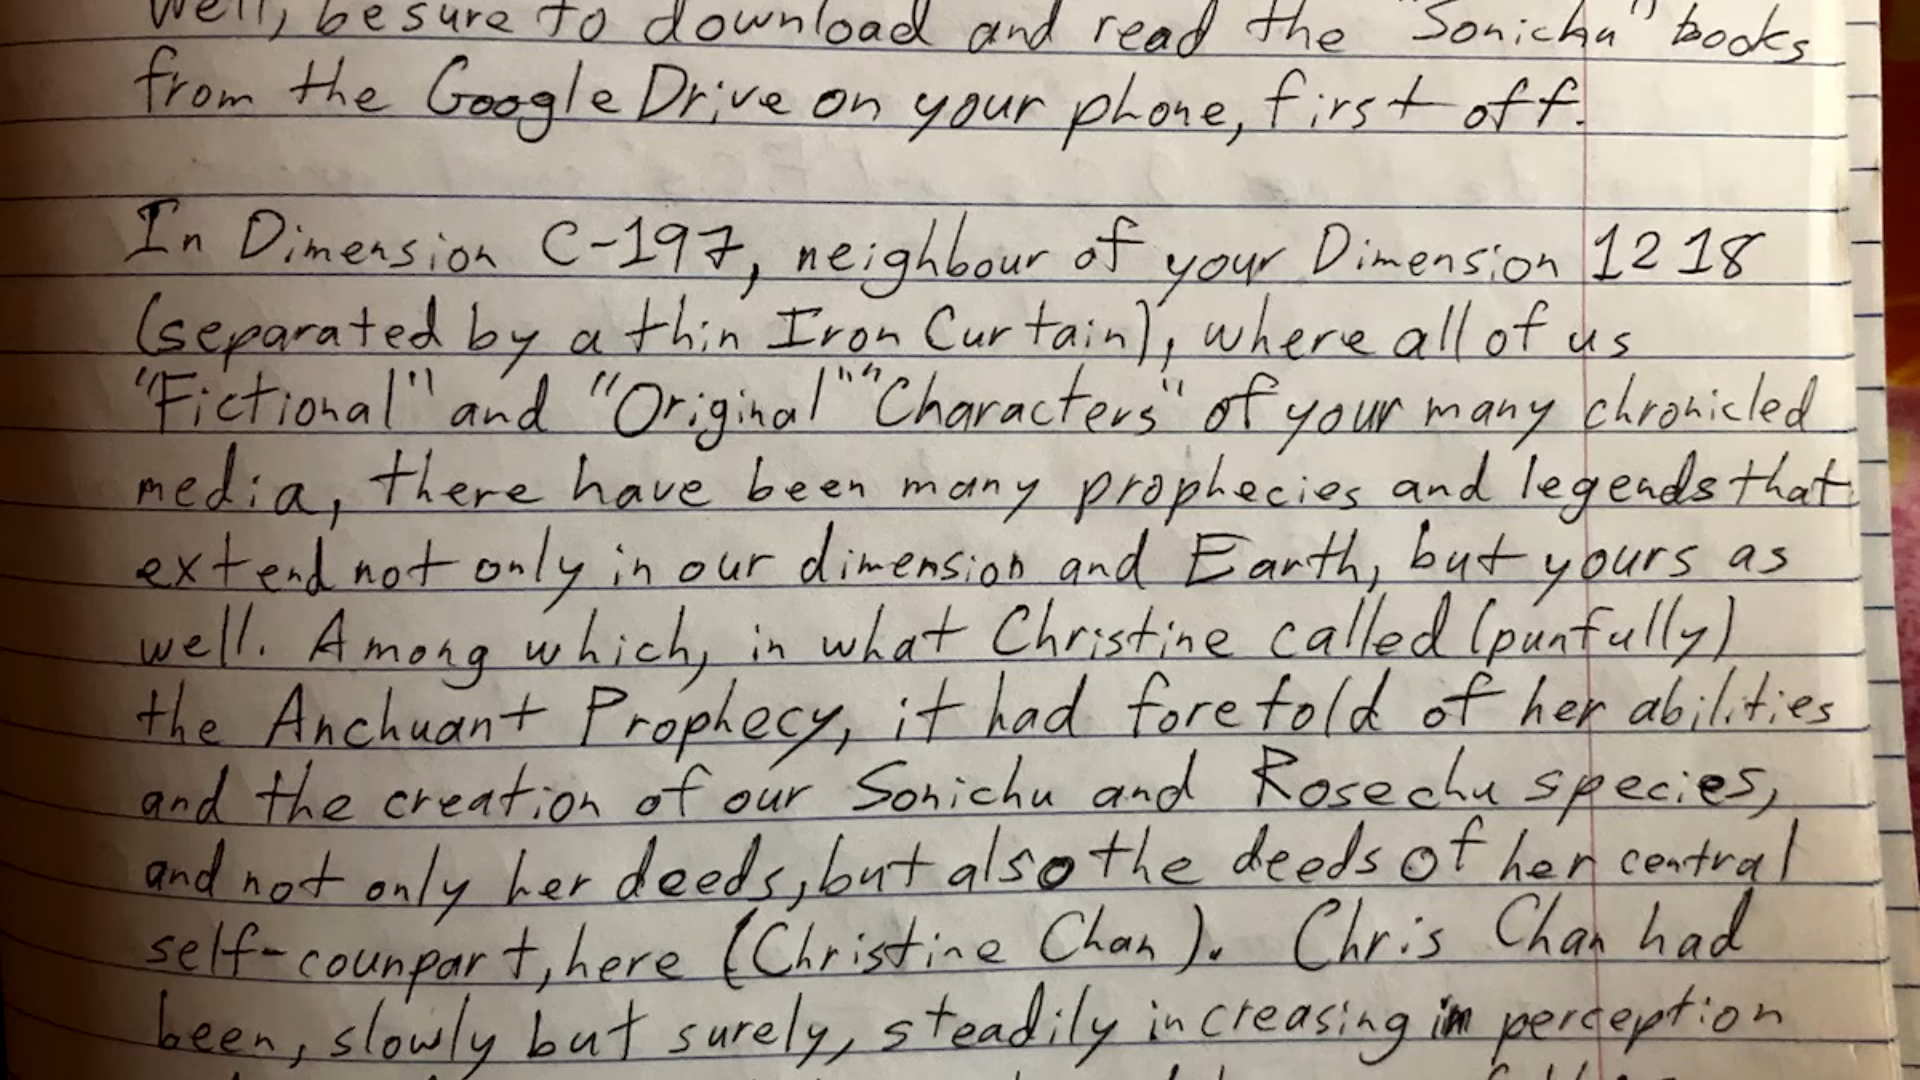 Well, be sure to download and read the "Sonichu" books
from the Google Drive on your phone, first off.
In Dimension C-197, neighbour of your Dimension 1218
(separated by a thin Iron Curtain), where all of us
"Fictional" and "Original" "Characters" of your many chronicled
media, there have been many prophecies and legends that
extend not only in our dimension and Earth, but yours as
well. Among which, in what Christine called (punfully)
the Anchuant Prophecy, it had foretold of her abilities
and the creation of our Sonichu and Rosechu species,
and not only her deeds, but also the deeds of her central
self-counpart, here (Christine Chan). Chris Chan had
been, slowly but surely, steadily increasing in perception